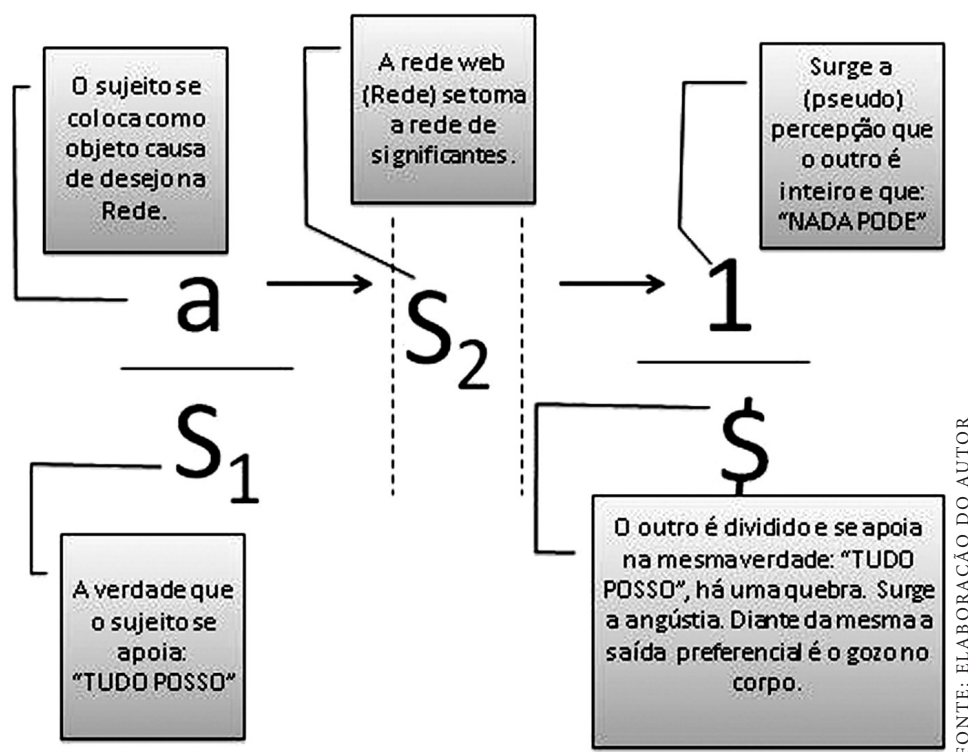 O sujeito se
coloca como
objeto causa
de desejo na
Rede.
A rede web
(Rede) se torna
a rede de
significantes.
Surge a
(pseudo)
percepção que
o outro é
inteiro e que:
"NADA PODE"
a
S₂
1
S₁
$
A verdade que
o sujeito se
apoia:
"TUDO POSSO"
O outro é dividido e se apoia
na mesma verdade: "TUDO
POSSO", há uma quebra. Surge
a angústia. Diante da mesma a
saída preferencial é o gozo no
corpo.
FONTE: ELABORAÇÃO DO AUTOR